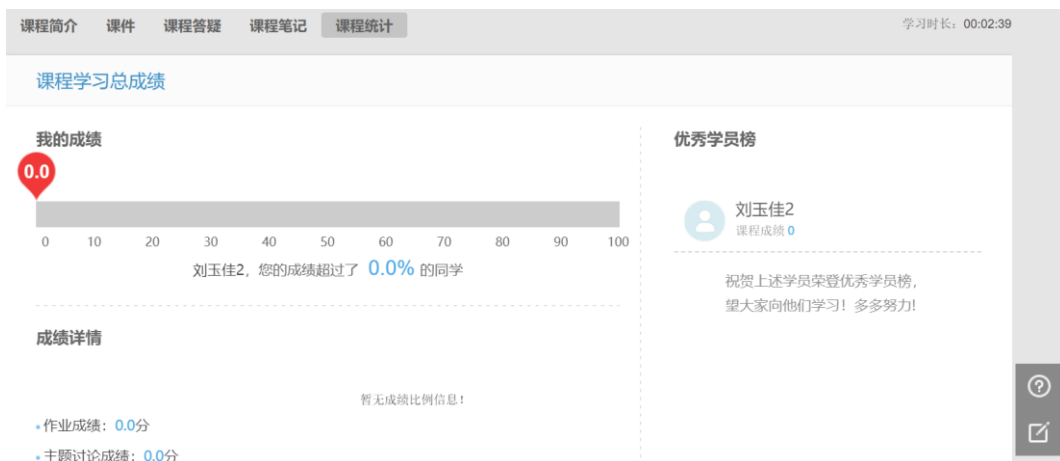 课程简介 课件 课程答疑 课程笔记 课程统计 学习时长：00:02:39
课程学习总成绩
我的成绩
0.0
0 10 20 30 40 50 60 70 80 90 100
刘玉佳2，您的成绩超过了 0.0% 的同学
成绩详情
暂无成绩比例信息！
作业成绩：0.0分
主题讨论成绩：0.0分
优秀学员榜
刘玉佳2
课程成绩 0
祝贺上述学员荣登优秀学员榜，
望大家向他们学习！多多努力!